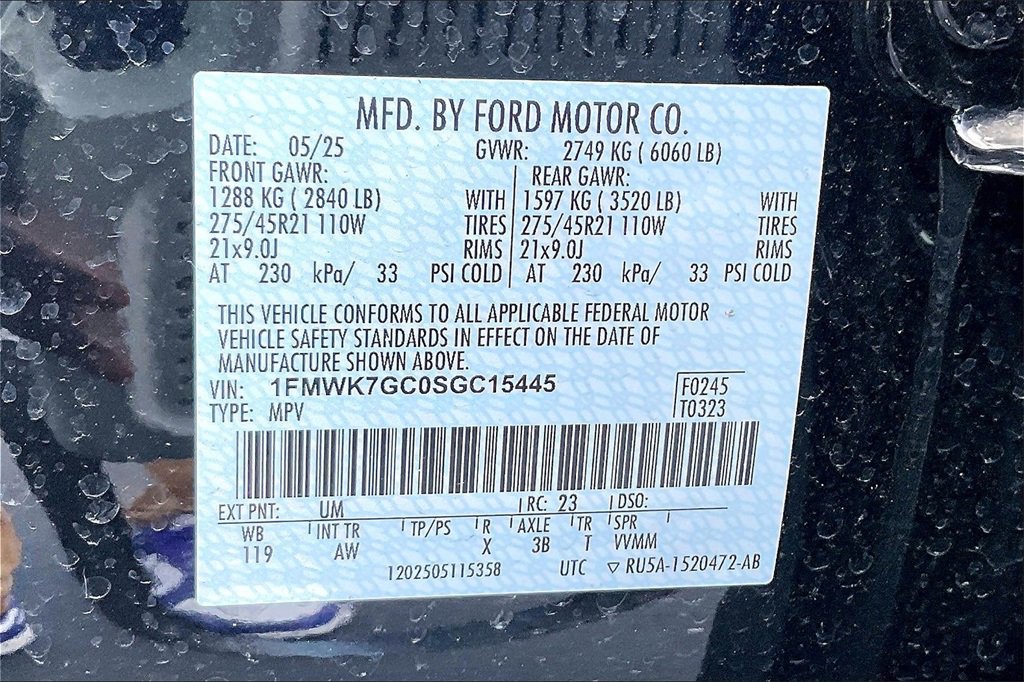 MFD. BY FORD MOTOR CO.
DATE: 05/25 GVWR: 2749 KG ( 6060 LB)
FRONT GAWR: REAR GAWR:
1288 KG ( 2840 LB) WITH 1597 KG ( 3520 LB) WITH
275/45R21 110W TIRES 275/45R21 110W TIRES
21x9.0J RIMS 21x9.0J RIMS
AT 230 kPa/ 33 PSI COLD AT 230 kPa/ 33 PSI COLD
THIS VEHICLE CONFORMS TO ALL APPLICABLE FEDERAL MOTOR
VEHICLE SAFETY STANDARDS IN EFFECT ON THE DATE OF
MANUFACTURE SHOWN ABOVE.
VIN: 1FMWK7GC0SGC15445 F0245
TYPE: MPV T0323
EXT PNT: UM RC: 23 DSO:
WB INT TR TP/PS R AXLE TR SPR
119 AW X 3B T VVMM
1202505115358 UTC ▽ RU5A-1520472-AB